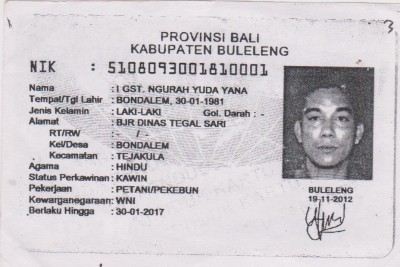 3
PROVINSI BALI
KABUPATEN BULELENG
NIK : 5108093001810001
Nama : I GST. NGURAH YUDA YANA
Tempat/Tgl Lahir : BONDALEM, 30-01-1981
Jenis Kelamin : LAKI-LAKI Gol. Darah : -
Alamat : BJR DINAS TEGAL SARI
RT/RW : - / -
Kel/Desa : BONDALEM
Kecamatan : TEJAKULA
Agama : HINDU
Status Perkawinan : KAWIN
Pekerjaan : PETANI/PEKEBUN
Kewarganegaraan : WNI
Berlaku Hingga : 30-01-2017
BULELENG
19-11-2012